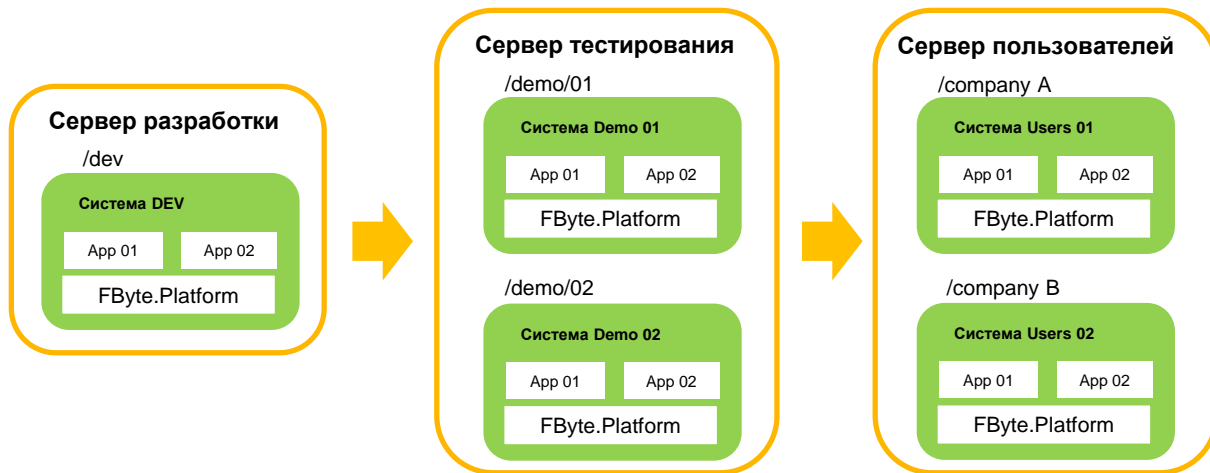 Сервер разработки
/dev
Система DEV
App 01
App 02
FByte.Platform
Сервер тестирования
/demo/01
Система Demo 01
App 01
App 02
FByte.Platform
/demo/02
Система Demo 02
App 01
App 02
FByte.Platform
Сервер пользователей
/company A
Система Users 01
App 01
App 02
FByte.Platform
/company B
Система Users 02
App 01
App 02
FByte.Platform